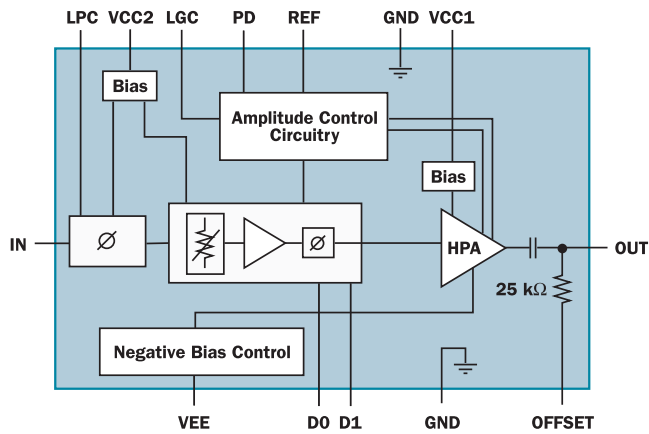 LPC VCC2 LGC PD REF GND VCC1
Bias
Amplitude Control
Circuitry
Bias
IN
Ø
Ø
HPA
OUT
25 kΩ
Negative Bias Control
VEE D0 D1 GND OFFSET